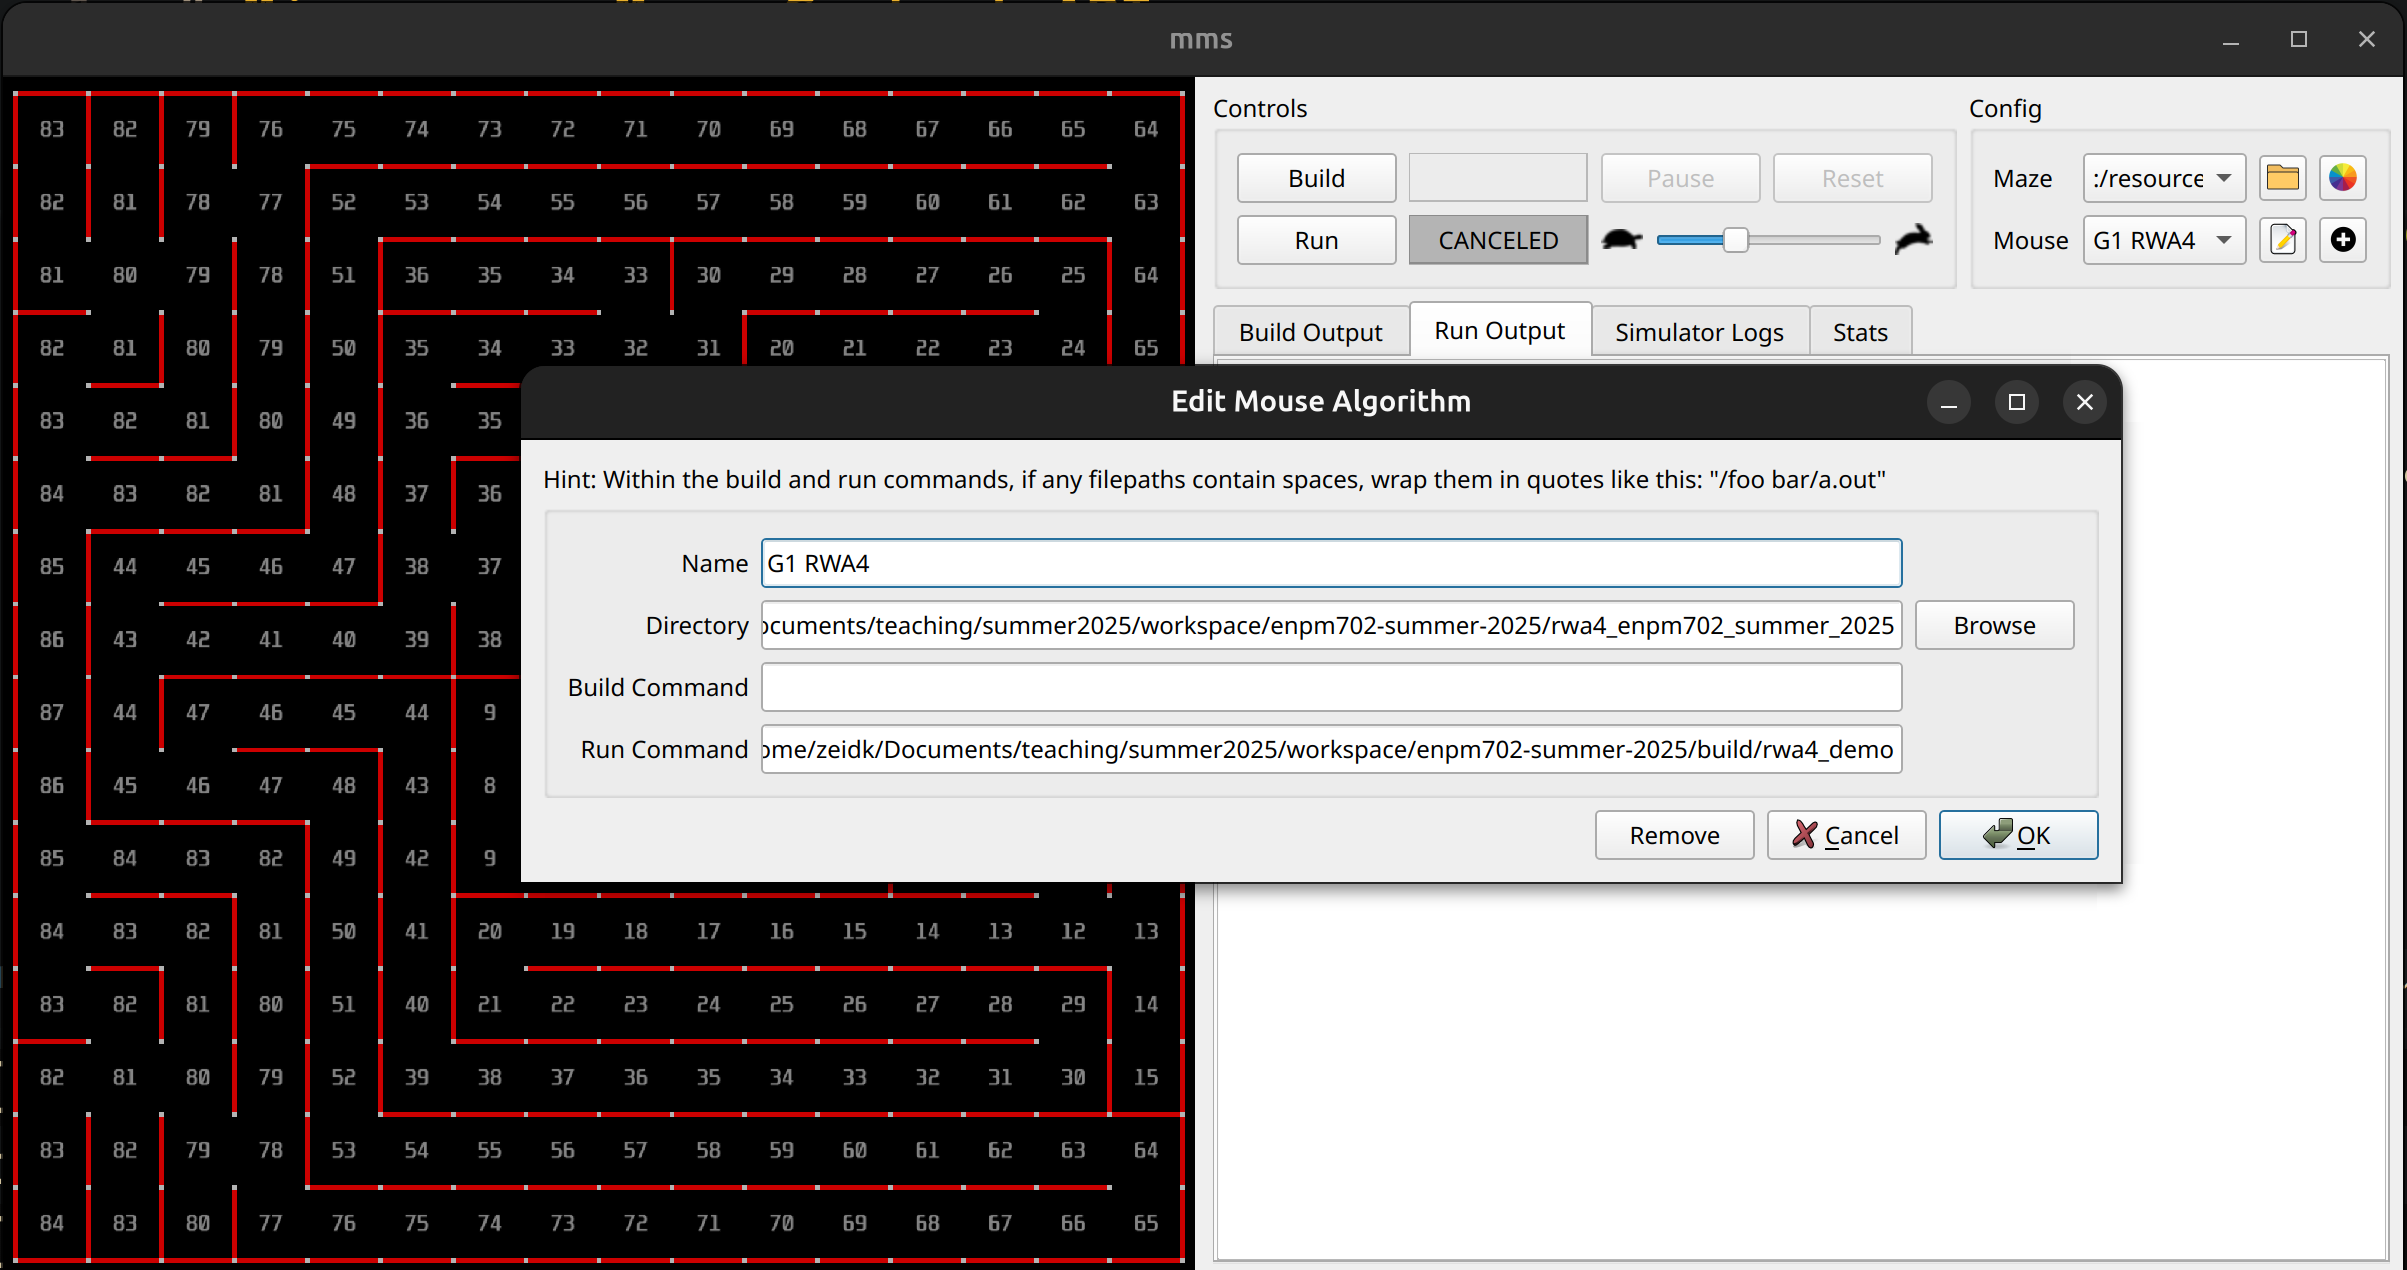 mms
83 82 79 76 75 74 73 72 71 70 69 68 67 66 65 64
82 81 78 77 52 53 54 55 56 57 58 59 60 61 62 63
81 80 79 78 51 36 35 34 33 30 29 28 27 26 25 64
82 81 80 79 50 35 34 33 32 31 20 21 22 23 24 65
83 82 81 80 49 36 35
84 83 82 81 48 37 36
85 44 45 46 47 38 37
86 43 42 41 40 39 38
87 44 47 46 45 44 9
86 45 46 47 48 43 8
85 84 83 82 49 42 9
84 83 82 81 50 41 20 19 18 17 16 15 14 13 12 13
83 82 81 80 51 40 21 22 23 24 25 26 27 28 29 14
82 81 80 79 52 39 38 37 36 35 34 33 32 31 30 15
83 82 79 78 53 54 55 56 57 58 59 60 61 62 63 64
84 83 80 77 76 75 74 73 72 71 70 69 68 67 66 65
Controls
Build Pause Reset
Run CANCELED
Config
Maze :/resource
Mouse G1 RWA4
Build Output Run Output Simulator Logs Stats
Edit Mouse Algorithm
Hint: Within the build and run commands, if any filepaths contain spaces, wrap them in quotes like this: "/foo bar/a.out"
Name G1 RWA4
Directory ocuments/teaching/summer2025/workspace/enpm702-summer-2025/rwa4_enpm702_summer_2025 Browse
Build Command
Run Command ome/zeidk/Documents/teaching/summer2025/workspace/enpm702-summer-2025/build/rwa4_demo
Remove Cancel OK